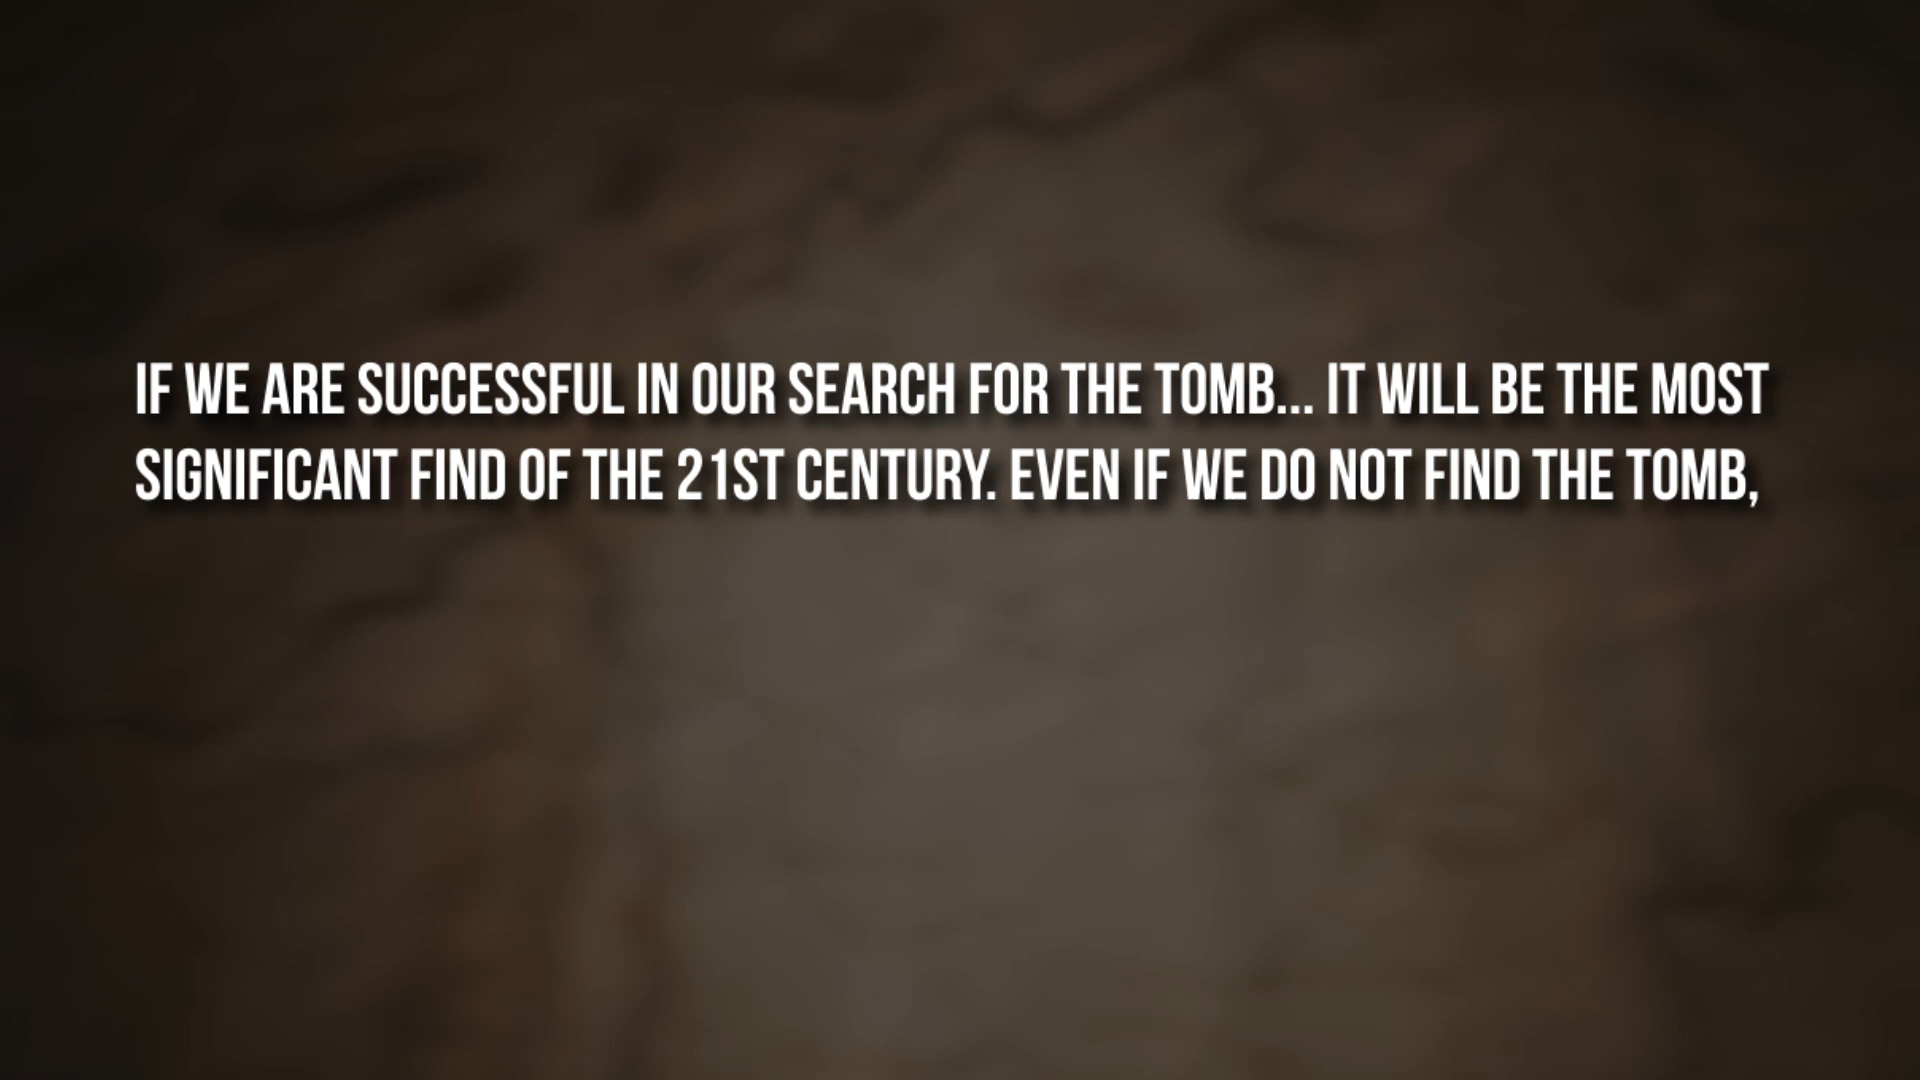 IF WE ARE SUCCESSFUL IN OUR SEARCH FOR THE TOMB... IT WILL BE THE MOST
SIGNIFICANT FIND OF THE 21ST CENTURY. EVEN IF WE DO NOT FIND THE TOMB,